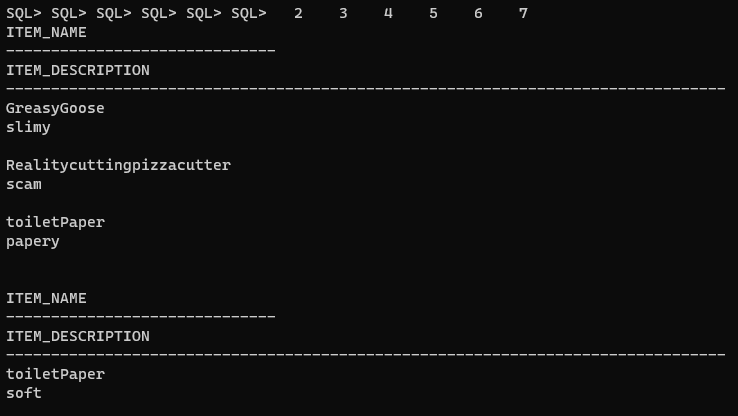 SQL> SQL> SQL> SQL> SQL> SQL>   2    3    4    5    6    7
ITEM_NAME
------------------------------
ITEM_DESCRIPTION
--------------------------------------------------------------------------------
GreasyGoose
slimy
Realitycuttingpizzacutter
scam
toiletPaper
papery
ITEM_NAME
------------------------------
ITEM_DESCRIPTION
--------------------------------------------------------------------------------
toiletPaper
soft